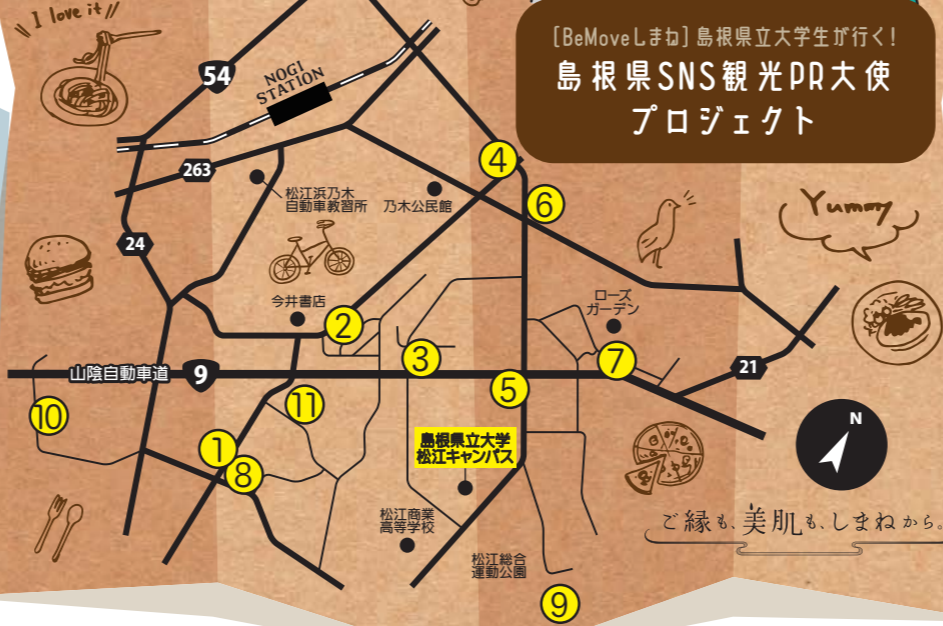 I love it
[BeMoveしまね]島根県立大学生が行く!
島根県SNS観光PR大使
プロジェクト
54
NOGI
STATION
4
263
松江浜乃木
自動車教習所
乃木公民館
6
Yummy
24
今井書店
2
ローズ
ガーデン
3
7
21
山陰自動車道
9
5
10
11
N
島根県立大学
松江キャンパス
1
8
松江商業
高等学校
ご縁も、美肌も、しまねから。
松江総合
運動公園
9